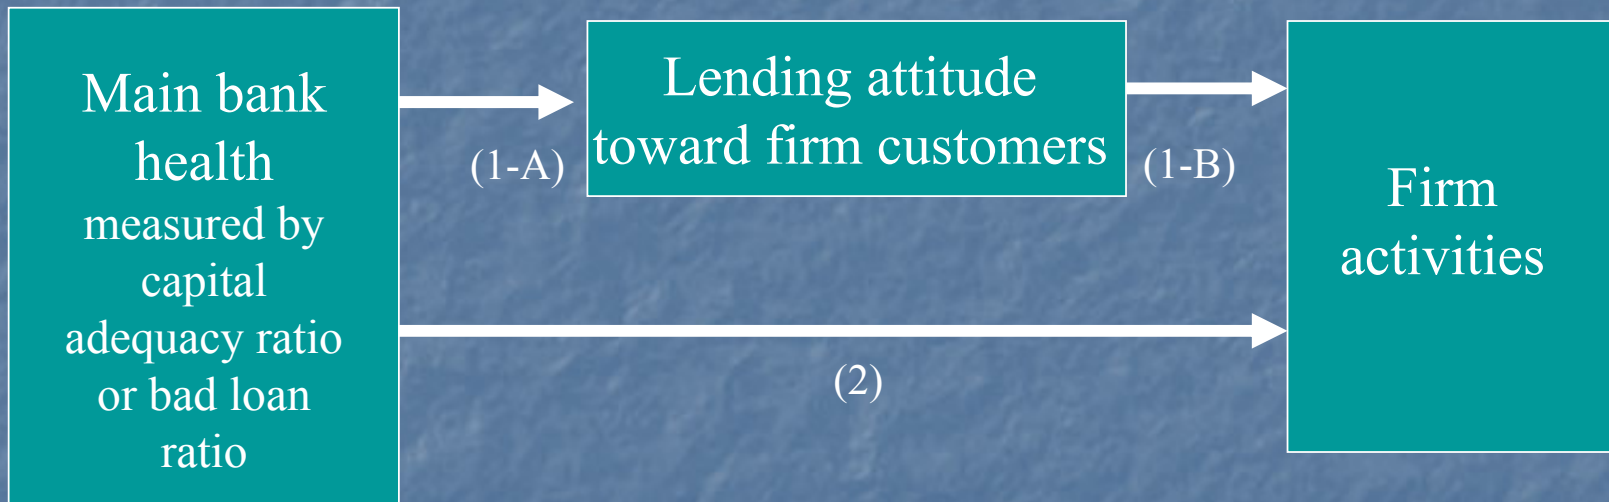 Main bank
health
measured by
capital
adequacy ratio
or bad loan
ratio
(1-A)
Lending attitude
toward firm customers
(1-B)
(2)
Firm
activities